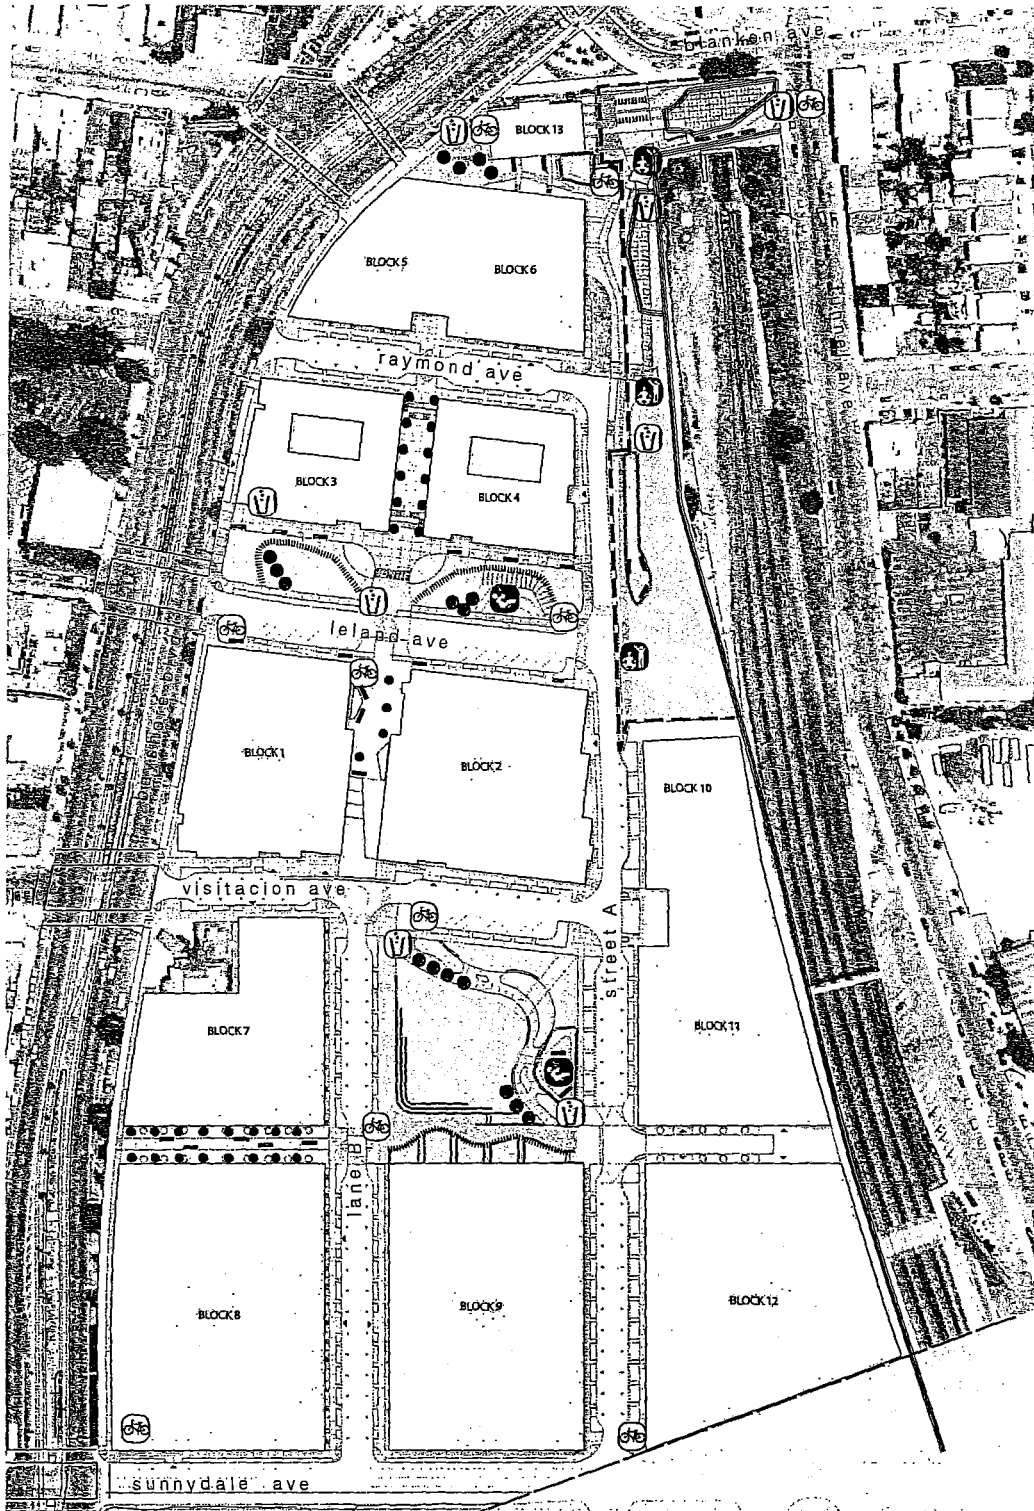 blanken ave
BLOCK 13
BLOCK 5
BLOCK 6
tunnel ave
raymond ave
BLOCK 3
BLOCK 4
leland ave
BLOCK 1
BLOCK 2
BLOCK 10
visitacion ave
street A
BLOCK 7
BLOCK 11
lane B
BLOCK 8
BLOCK 9
BLOCK 12
sunnydale ave